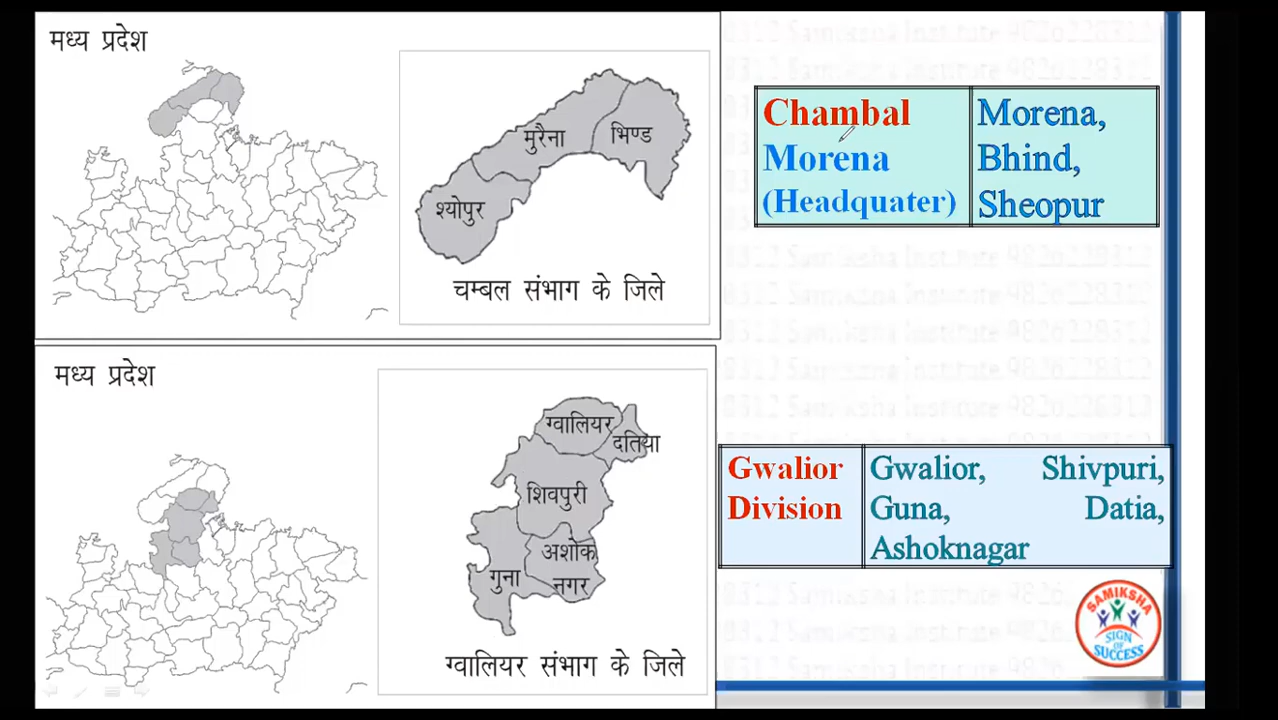 मध्य प्रदेश
मुरैना
भिण्ड
श्योपुर
चम्बल संभाग के जिले
Chambal
Morena
(Headquater)
Morena,
Bhind,
Sheopur
मध्य प्रदेश
ग्वालियर
दतिया
शिवपुरी
अशोक
नगर
गुना
ग्वालियर संभाग के जिले
Gwalior
Division
Gwalior, Shivpuri,
Guna, Datia,
Ashoknagar
SAMIKSHA
SIGN
OF
SUCCESS